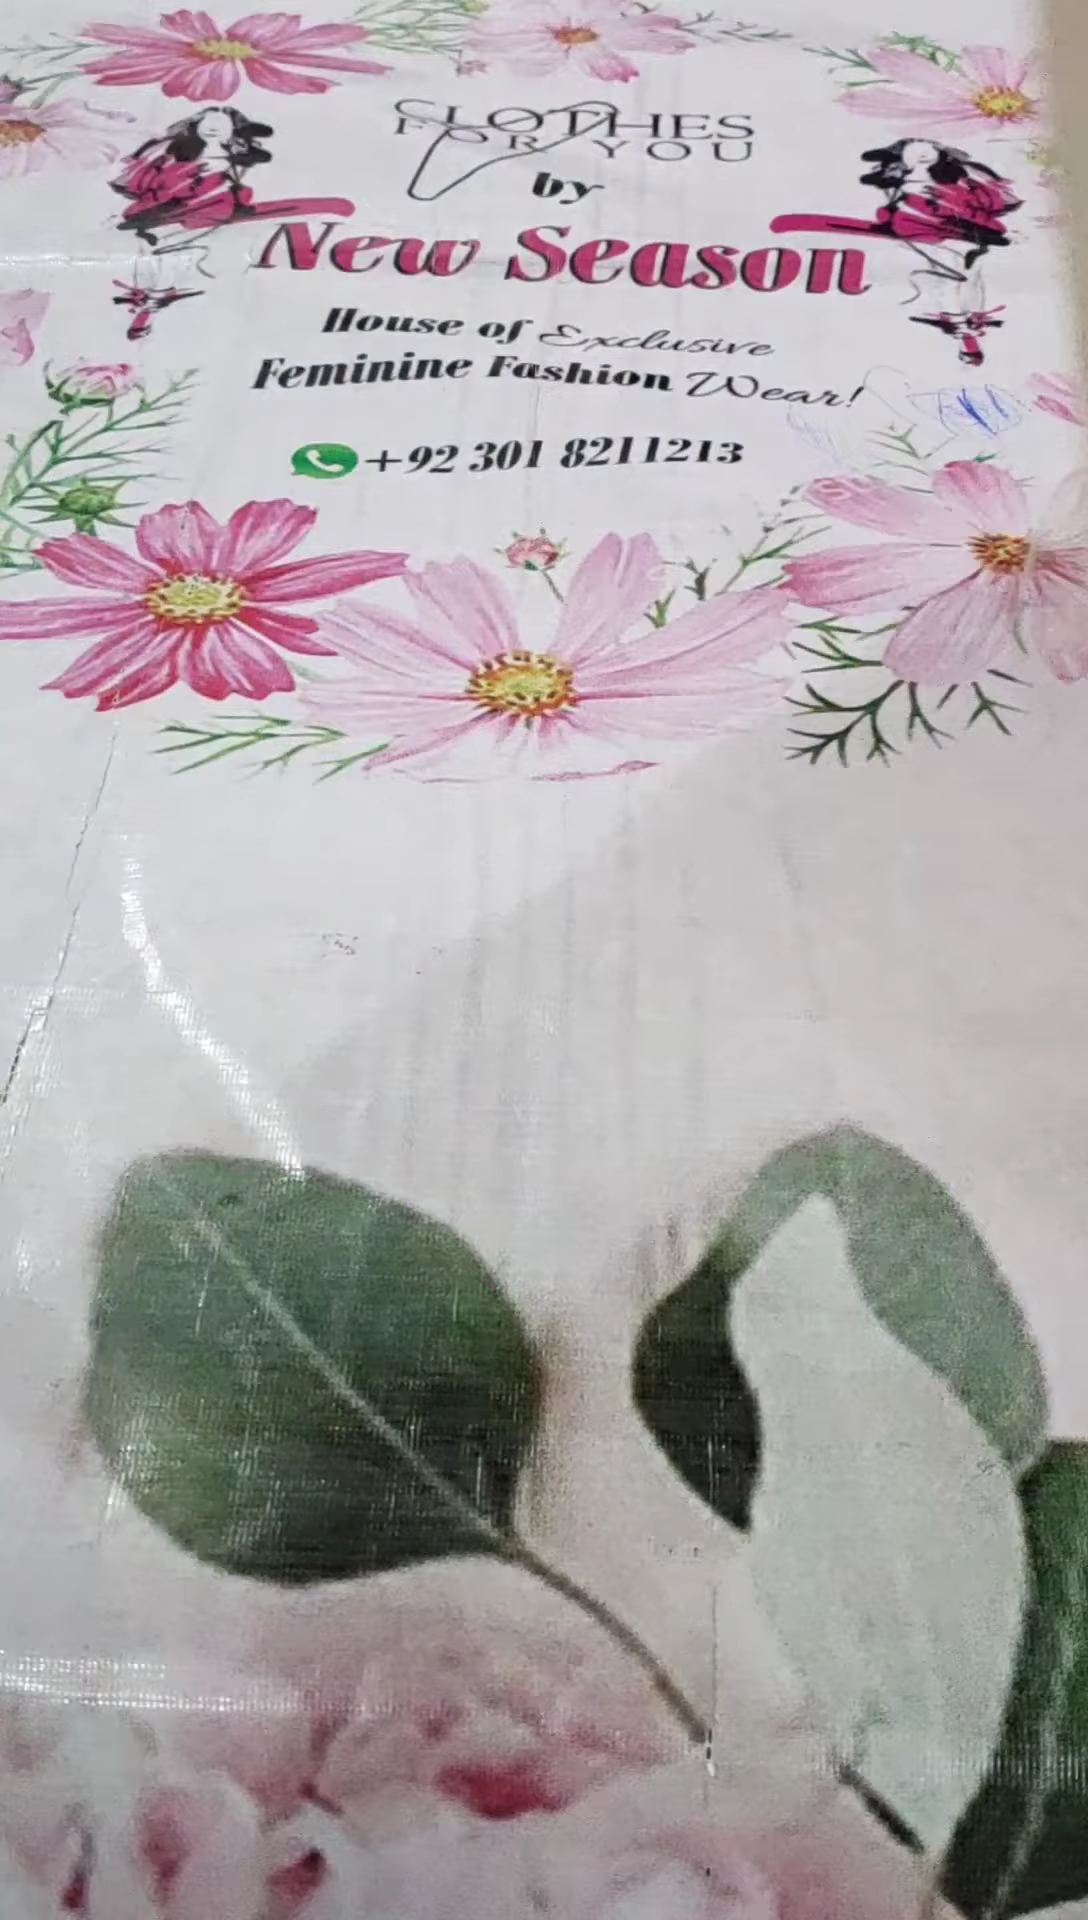 CLOTHES
FOR YOU
by
New Season
House of Exclusive
Feminine Fashion Wear!
+92 301 8211213